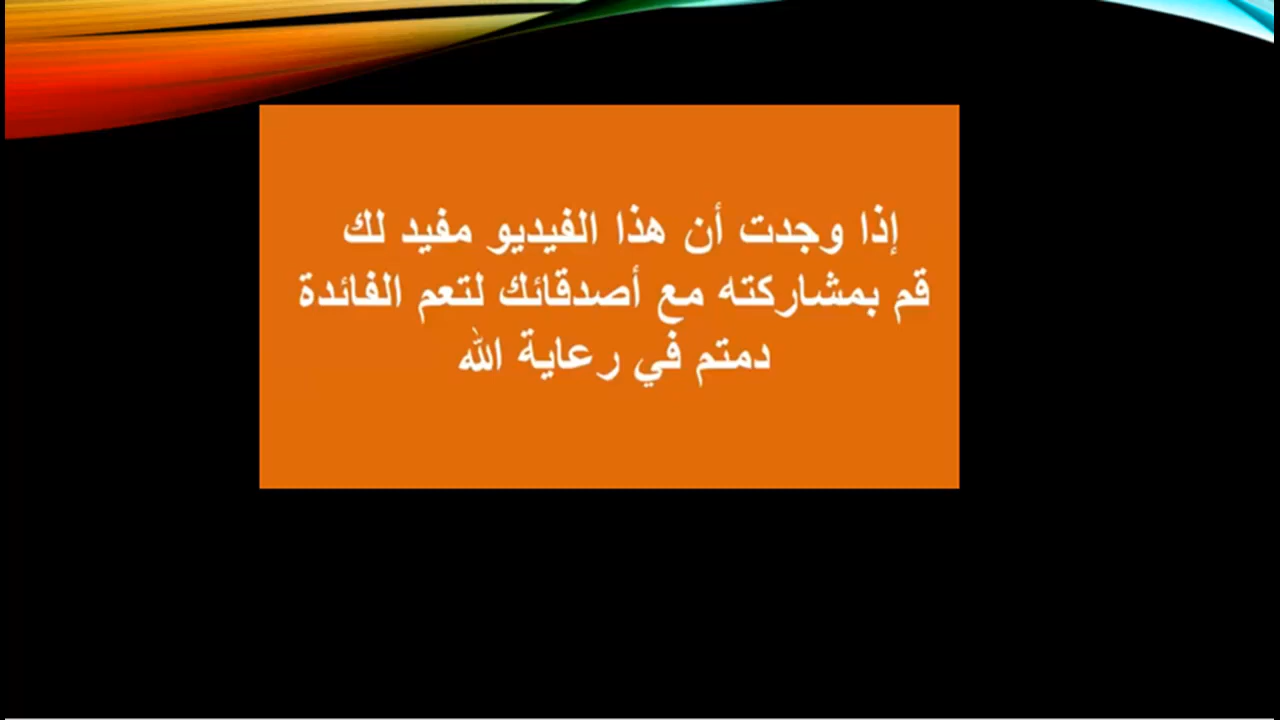 إذا وجدت أن هذا الفيديو مفيد لك
قم بمشاركته مع أصدقائك لتعم الفائدة
دمتم في رعاية الله